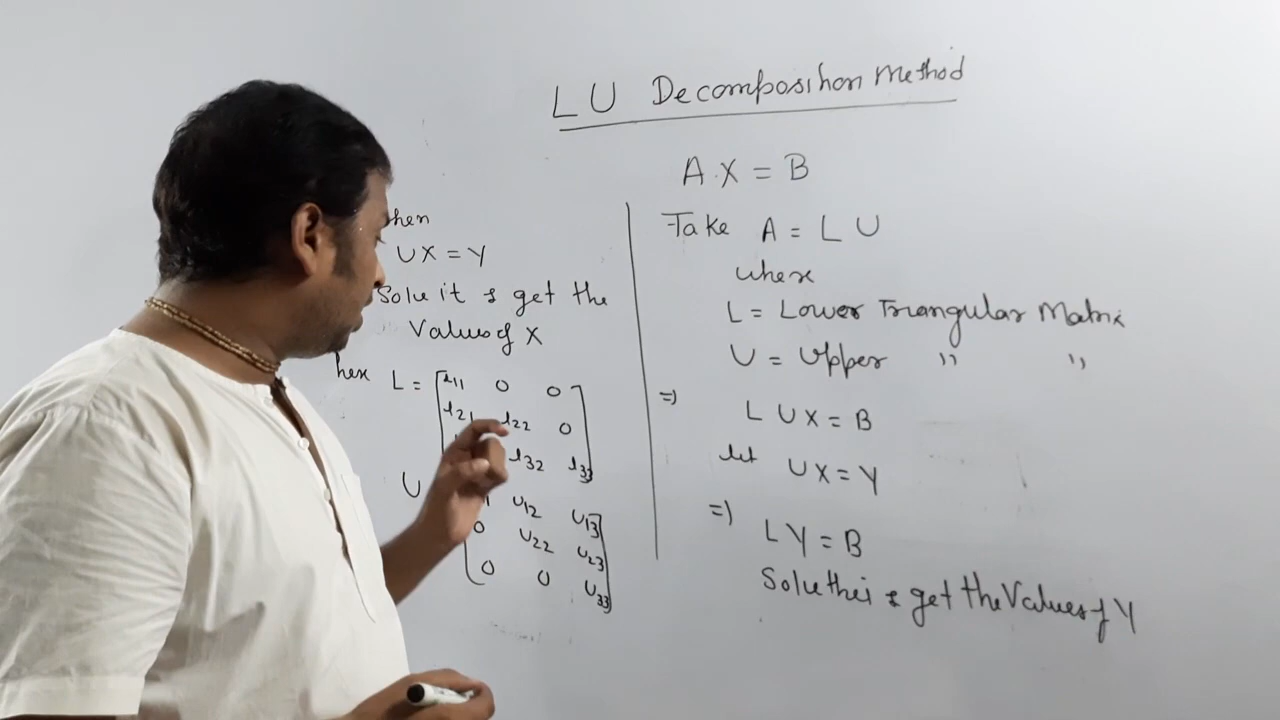 LU Decomposition Method
A.X = B
Take A = LU
where
L = Lower Triangular Matrix
U = Upper " "
=> LUX = B
let UX = Y
=> LY = B
Solve this & get the Values of Y
UX = Y
Solve it & get the
Values of X
L = [l11 0 0
l21 l22 0
l32 l33]
U
U12 U13
0 U22 U23
0 0 U33]